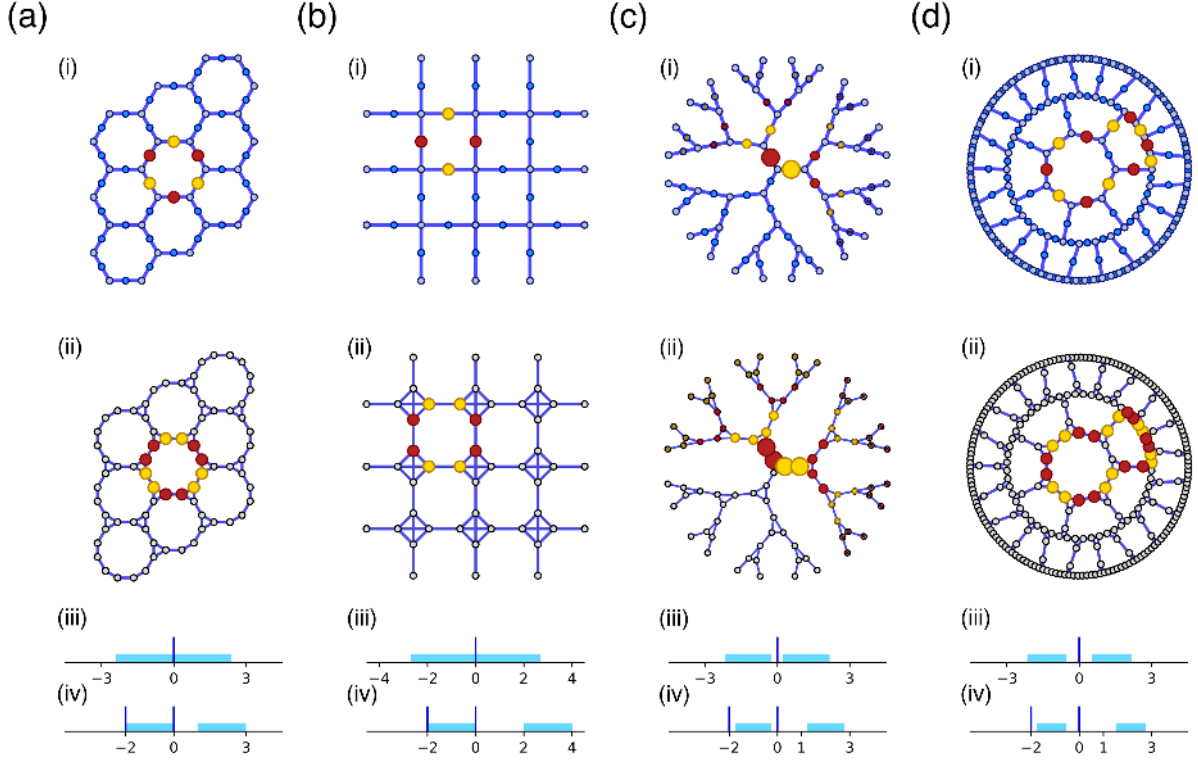 (a) (b) (c) (d)
(i) (i) (i) (i)
(ii) (ii) (ii) (ii)
(iii) (iii) (iii) (iii)
−3 0 3 −4 −2 0 2 4 −3 0 3 −3 0 3
(iv) (iv) (iv) (iv)
−2 0 3 −2 0 2 4 −2 0 1 3 −2 0 1 3